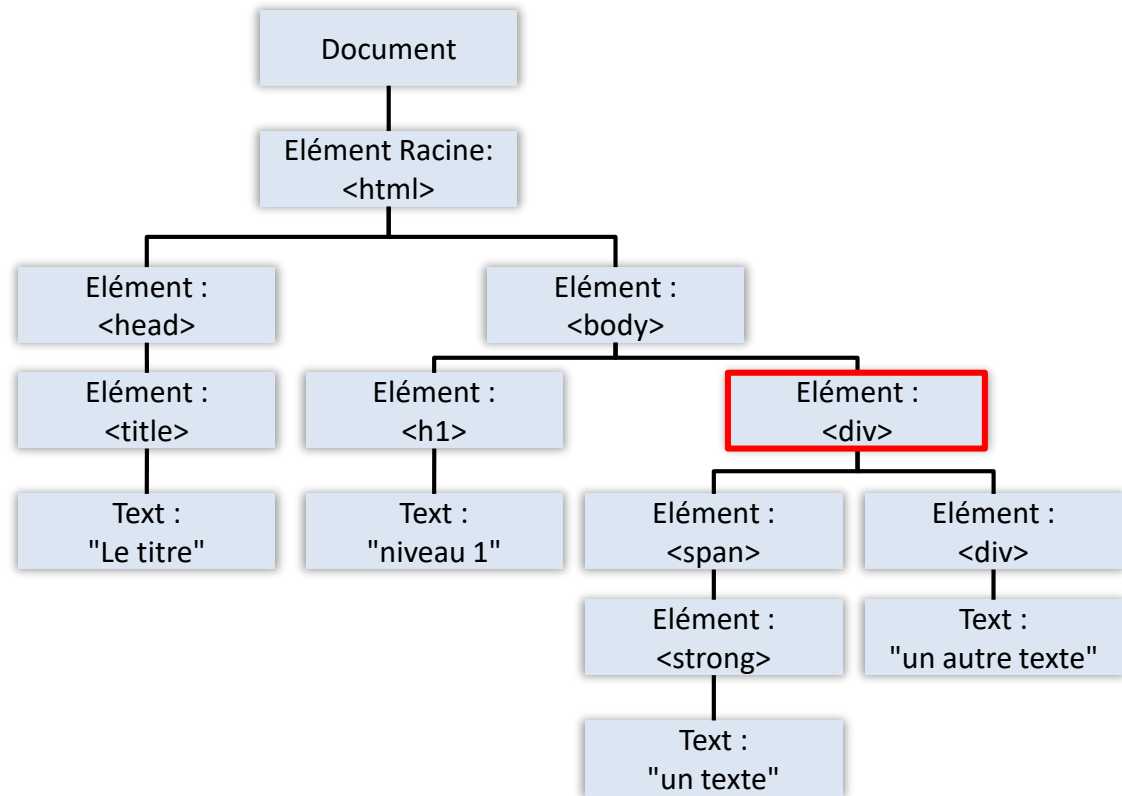 Document
Elément Racine:
<html>
Elément :
<head>
Elément :
<body>
Elément :
<title>
Elément :
<h1>
Elément :
<div>
Text :
"Le titre"
Text :
"niveau 1"
Elément :
<span>
Elément :
<div>
Elément :
<strong>
Text :
"un autre texte"
Text :
"un texte"